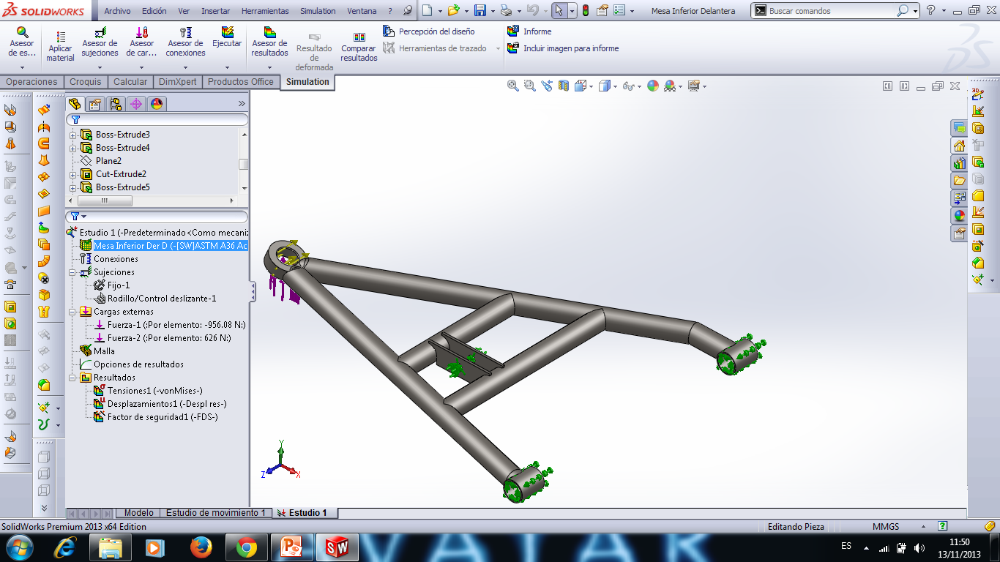 SOLIDWORKS Archivo Edición Ver Insertar Herramientas Simulation Ventana ? Mesa Inferior Delantera Buscar comandos ?
Asesor de es... Aplicar material Asesor de sujeciones Asesor de car... Asesor de conexiones Ejecutar Asesor de resultados Resultado de deformada Comparar resultados
Percepción del diseño
Herramientas de trazado
Informe
Incluir imagen para informe
Operaciones Croquis Calcular DimXpert Productos Office Simulation
Boss-Extrude3
Boss-Extrude4
Plane2
Cut-Extrude2
Boss-Extrude5
Estudio 1 (-Predeterminado<Como mecani
Mesa Inferior Der D (-[SW]ASTM A36 Ac
Conexiones
Sujeciones
Fijo-1
Rodillo/Control deslizante-1
Cargas externas
Fuerza-1 (:Por elemento: -956.08 N:)
Fuerza-2 (:Por elemento: 626 N:)
Malla
Opciones de resultados
Resultados
Tensiones1 (-vonMises-)
Desplazamientos1 (-Despl res-)
Factor de seguridad1 (-FDS-)
Y
Z X
Modelo Estudio de movimiento 1 Estudio 1
SolidWorks Premium 2013 x64 Edition Editando Pieza MMGS ?
ES 11:50
13/11/2013